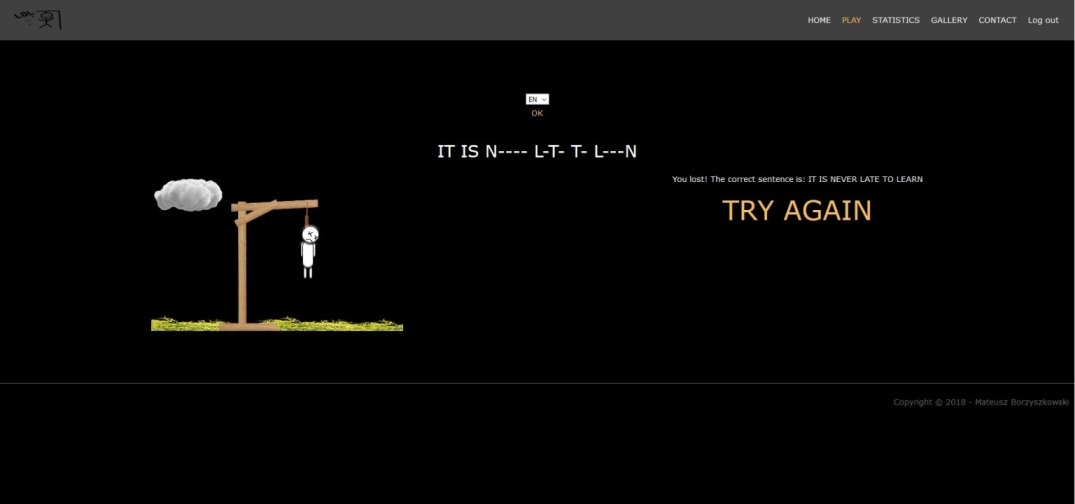 LOL
HOME PLAY STATISTICS GALLERY CONTACT Log out
EN
OK
IT IS N---- L-T- T- L---N
You lost! The correct sentence is: IT IS NEVER LATE TO LEARN
TRY AGAIN
Copyright © 2018 - Mateusz Borzyszkowski